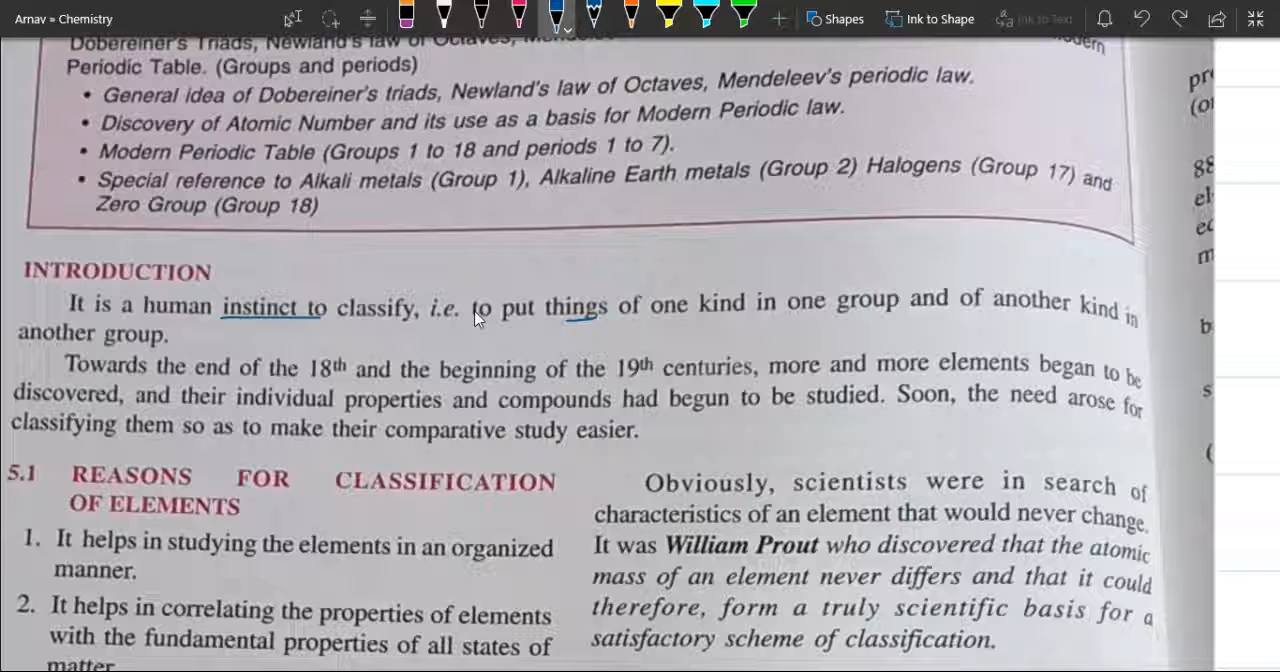 Arnav » Chemistry
Shapes
Ink to Shape
Ink to Text
Dobereiner's Triads, Newland's law of Octaves,
Periodic Table. (Groups and periods)
• General idea of Dobereiner's triads, Newland's law of Octaves, Mendeleev's periodic law.
• Discovery of Atomic Number and its use as a basis for Modern Periodic law.
• Modern Periodic Table (Groups 1 to 18 and periods 1 to 7).
• Special reference to Alkali metals (Group 1), Alkaline Earth metals (Group 2) Halogens (Group 17) and
Zero Group (Group 18)
INTRODUCTION
It is a human instinct to classify, i.e. to put things of one kind in one group and of another kind in
another group.
Towards the end of the 18th and the beginning of the 19th centuries, more and more elements began to be
discovered, and their individual properties and compounds had begun to be studied. Soon, the need arose for
classifying them so as to make their comparative study easier.
5.1 REASONS FOR CLASSIFICATION
OF ELEMENTS
1. It helps in studying the elements in an organized
manner.
2. It helps in correlating the properties of elements
with the fundamental properties of all states of
matter
Obviously, scientists were in search of
characteristics of an element that would never change.
It was William Prout who discovered that the atomic
mass of an element never differs and that it could
therefore, form a truly scientific basis for a
satisfactory scheme of classification.